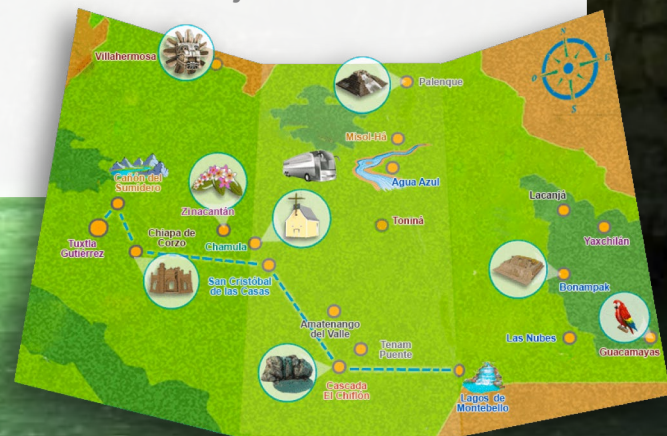 Villahermosa
Palenque
Misol-Há
Agua Azul
Cañón del
Sumidero
Zinacantán
Tuxtla
Gutiérrez
Chiapa de
Corzo
Chamula
Toniná
Lacanjá
Yaxchilán
San Cristóbal
de las Casas
Bonampak
Amatenango
del Valle
Tenam
Puente
Las Nubes
Guacamayas
Cascada
El Chiflón
Lagos de
Montebello
N
O
S